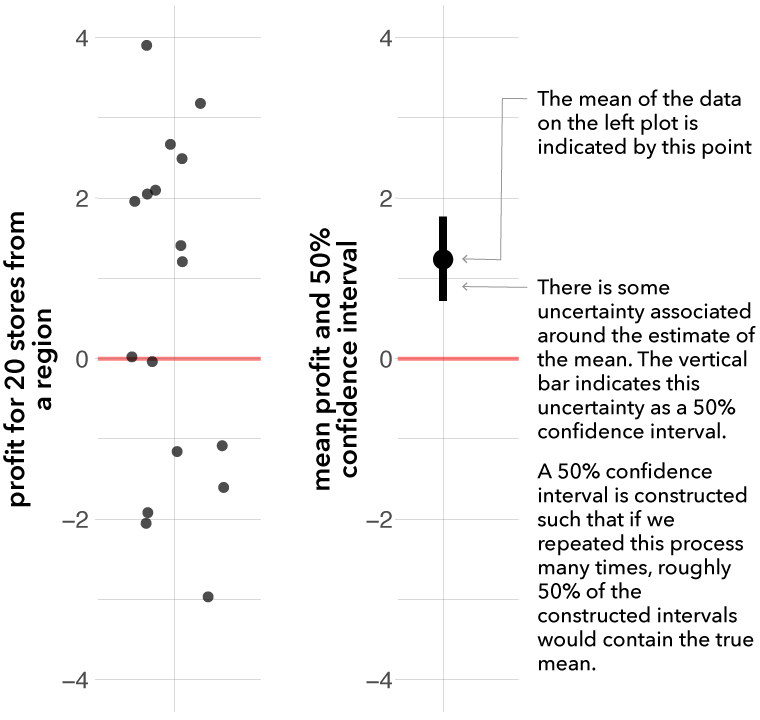 profit for 20 stores from
a region
4
2
0
−2
−4
mean profit and 50%
confidence interval
4
2
0
−2
−4
The mean of the data
on the left plot is
indicated by this point
There is some
uncertainty associated
around the estimate of
the mean. The vertical
bar indicates this
uncertainty as a 50%
confidence interval.
A 50% confidence
interval is constructed
such that if we
repeated this process
many times, roughly
50% of the
constructed intervals
would contain the true
mean.